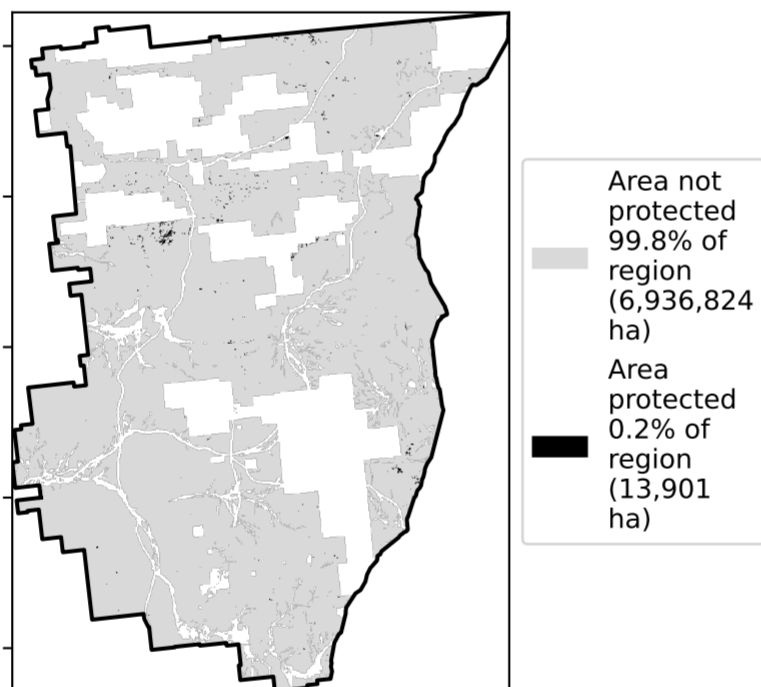 Area not
protected
99.8% of
region
(6,936,824
ha)
Area
protected
0.2% of
region
(13,901
ha)